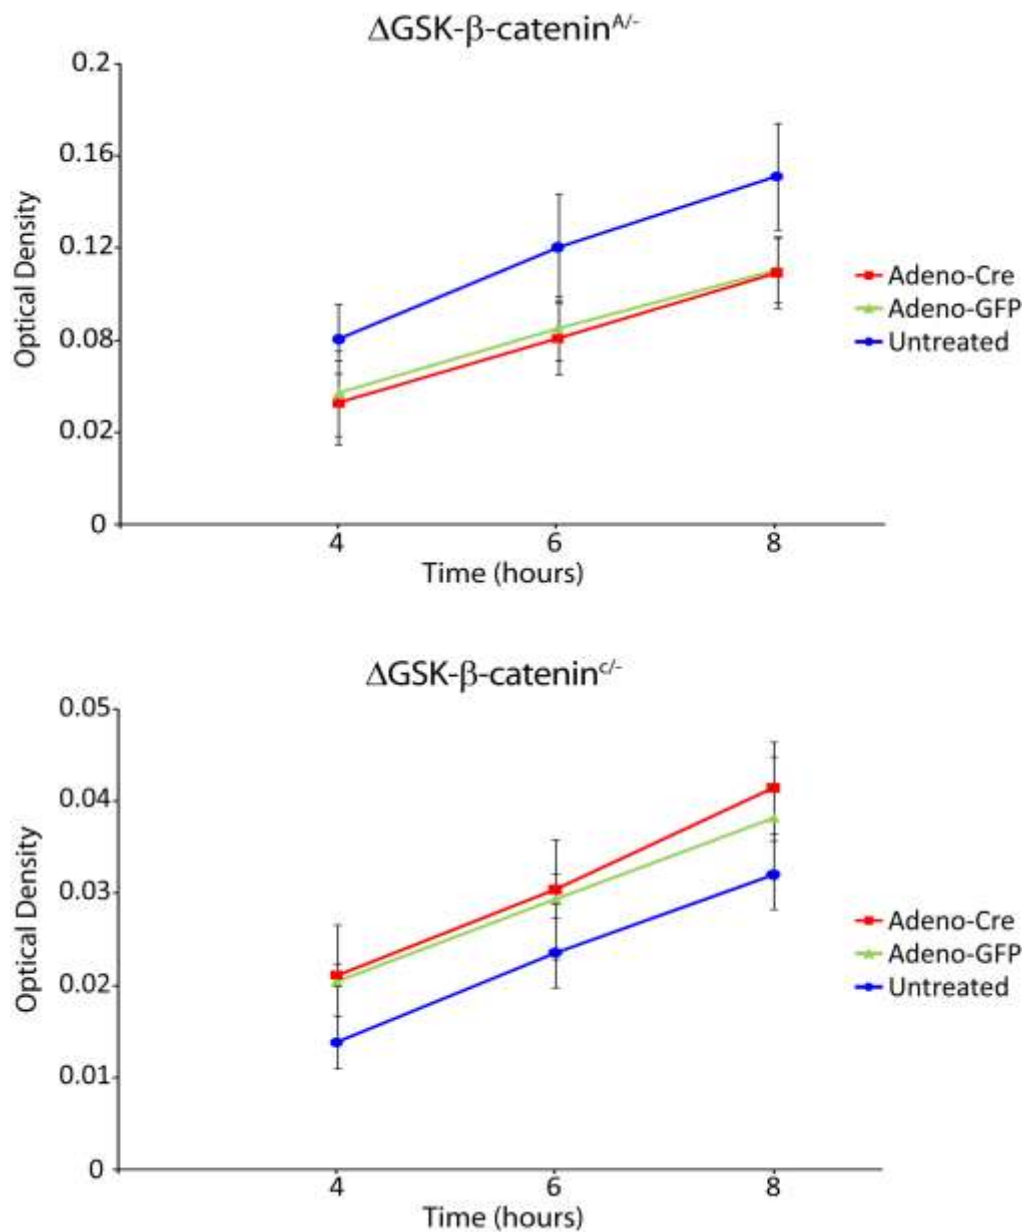 ΔGSK-β-catenin^A/-
0.2
0.16
0.12
0.08
0.02
0
Optical Density
4 6 8
Time (hours)
Adeno-Cre
Adeno-GFP
Untreated
ΔGSK-β-catenin^c/-
0.05
0.04
0.03
0.02
0.01
0
Optical Density
4 6 8
Time (hours)
Adeno-Cre
Adeno-GFP
Untreated